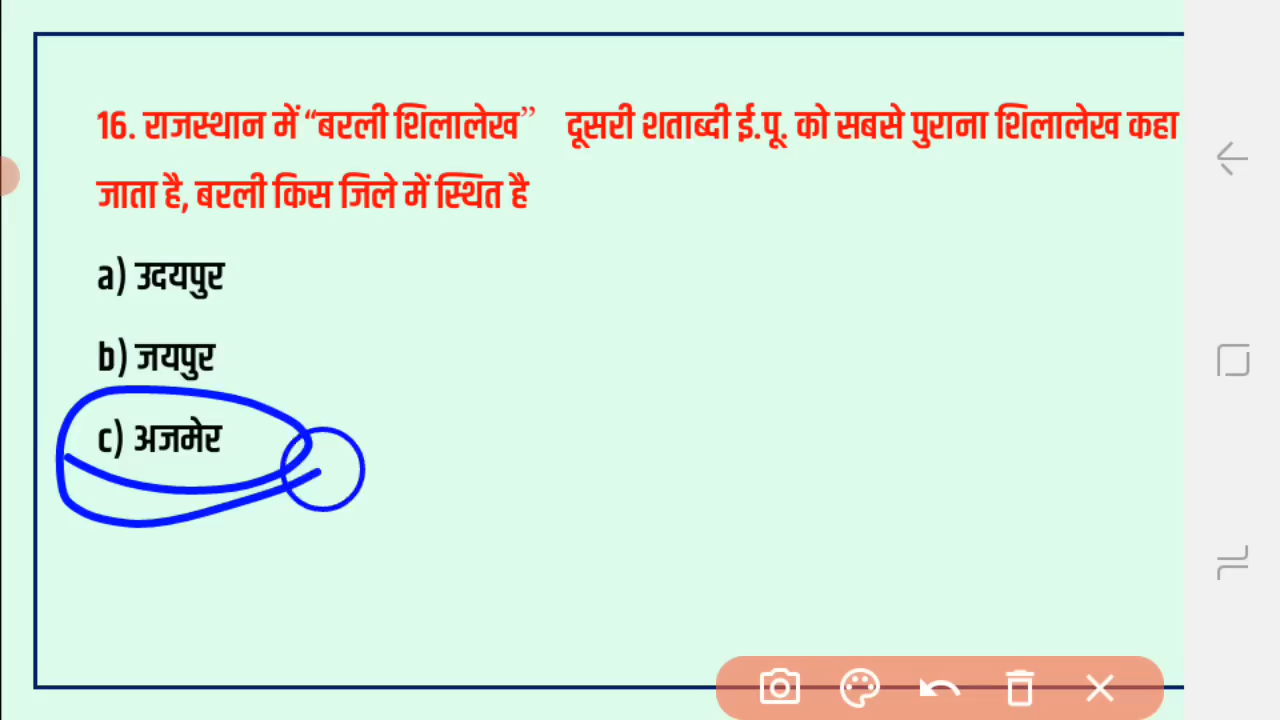 16. राजस्थान में “बरली शिलालेख” दूसरी शताब्दी ई.पू. को सबसे पुराना शिलालेख कहा
जाता है, बरली किस जिले में स्थित है
a) उदयपुर
b) जयपुर
c) अजमेर